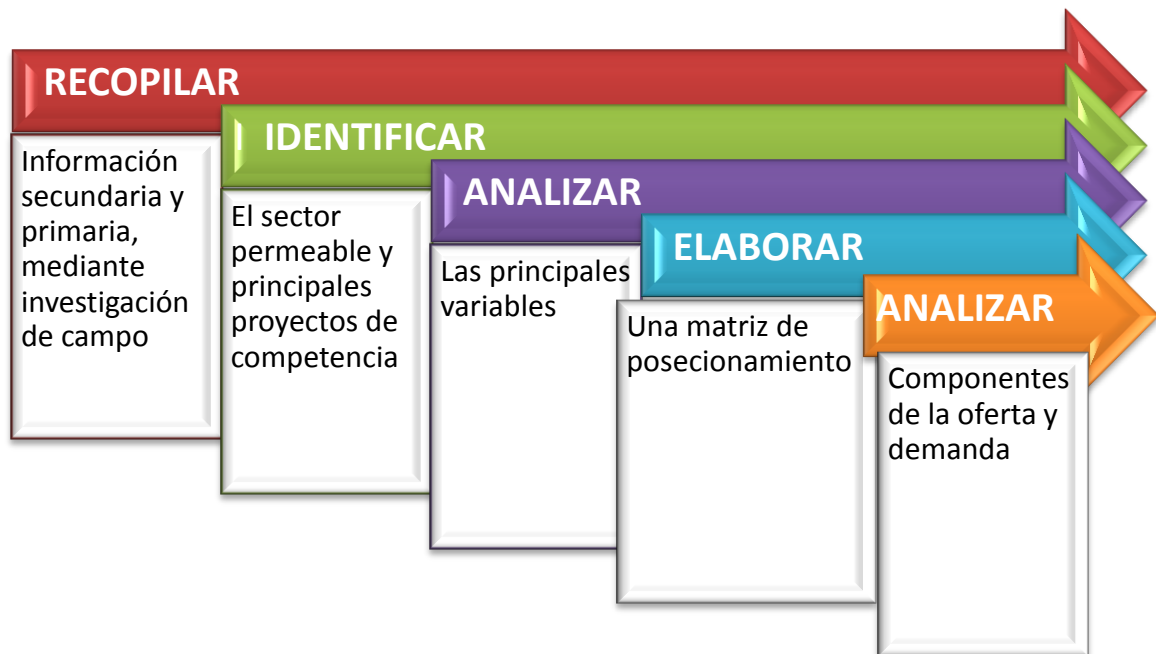 RECOPILAR
Información
secundaria y
primaria,
mediante
investigación
de campo
IDENTIFICAR
El sector
permeable y
principales
proyectos de
competencia
ANALIZAR
Las principales
variables
ELABORAR
Una matriz de
posecionamiento
ANALIZAR
Componentes
de la oferta y
demanda